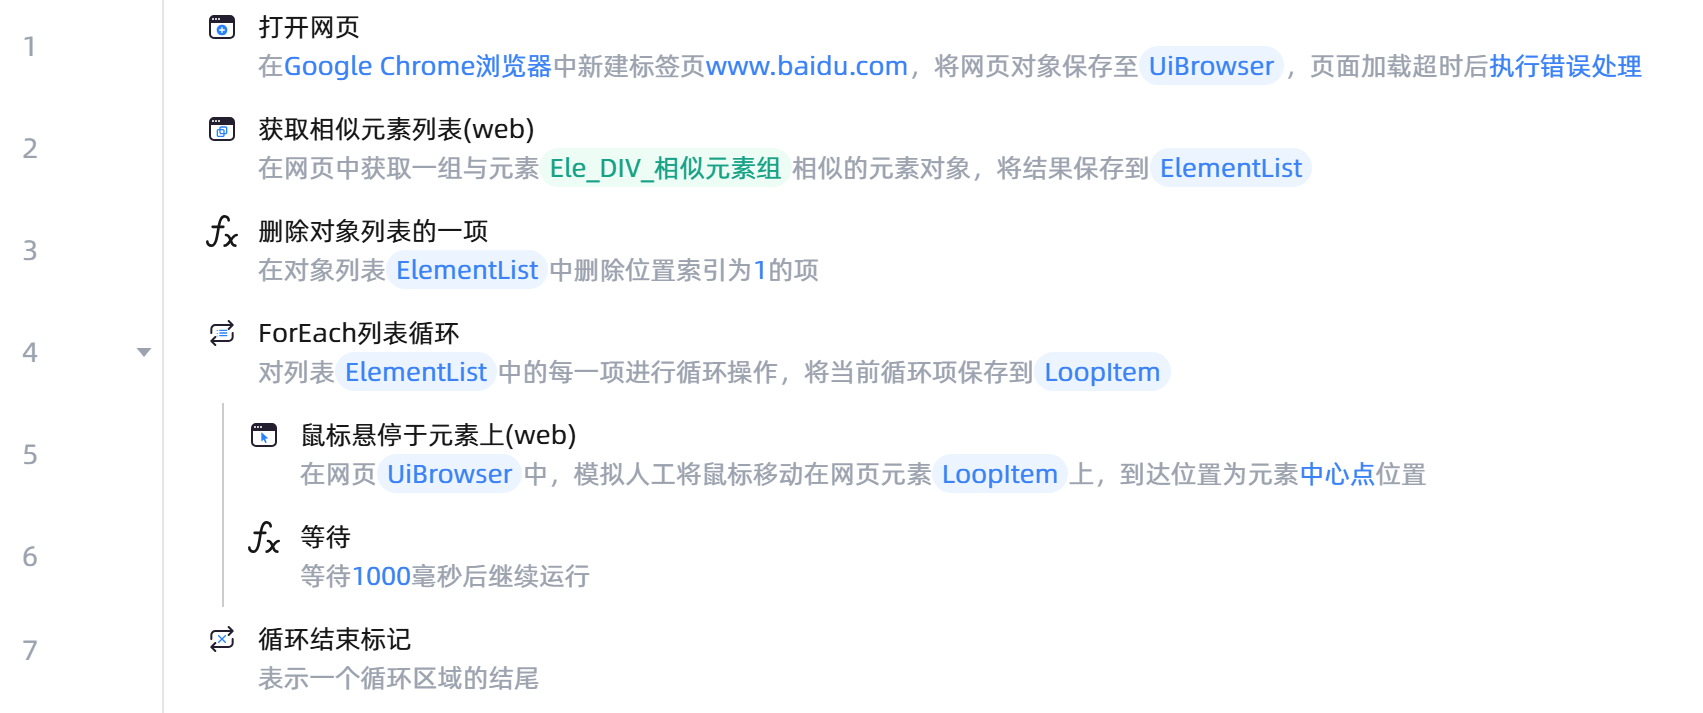 1
打开网页
在Google Chrome浏览器中新建标签页www.baidu.com，将网页对象保存至 UiBrowser ，页面加载超时后执行错误处理
2
获取相似元素列表(web)
在网页中获取一组与元素 Ele_DIV_相似元素组 相似的元素对象，将结果保存到 ElementList
3
删除对象列表的一项
在对象列表 ElementList 中删除位置索引为1的项
4
ForEach列表循环
对列表 ElementList 中的每一项进行循环操作，将当前循环项保存到 LoopItem
5
鼠标悬停于元素上(web)
在网页 UiBrowser 中，模拟人工将鼠标移动在网页元素 LoopItem 上，到达位置为元素中心点位置
6
等待
等待1000毫秒后继续运行
7
循环结束标记
表示一个循环区域的结尾